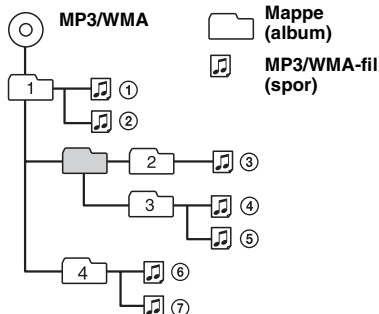 MP3/WMA
Mappe
(album)
MP3/WMA-fil
(spor)
1
①
②
2
③
3
④
⑤
4
⑥
⑦